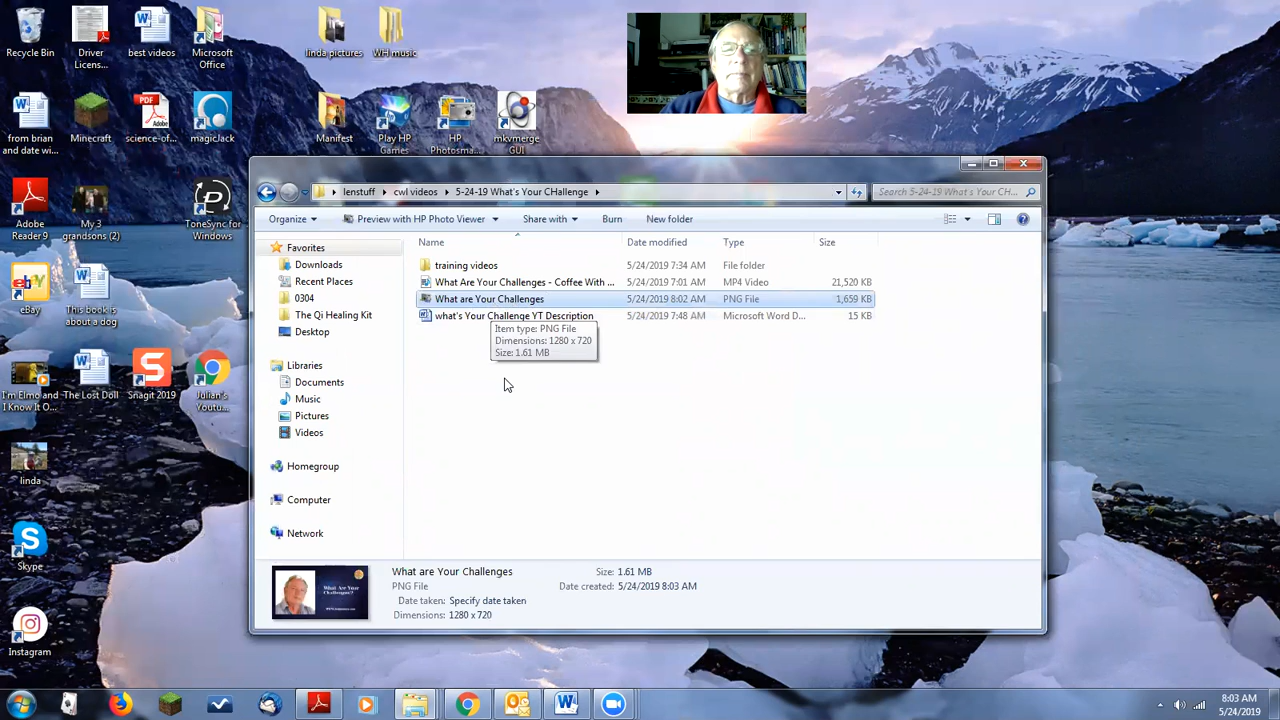 Recycle Bin
Driver
Licens...
best videos
Microsoft
Office
linda pictures
WH music
from brian
and date wi...
Minecraft
science-of...
magicJack
Manifest
Play HP
Games
HP
Photosma...
mkvmerge
GUI
Adobe
Reader 9
My 3
grandsons (2)
ToneSync for
Windows
ebay
This book is
about a dog
I'm Elmo and
I Know It O...
The Lost Doll
Snagit 2019
Julian's
Youtu...
linda
Skype
Instagram
lenstuff
cwl videos
5-24-19 What's Your CHallenge
Search 5-24-19 What's Your CH...
Organize
Preview with HP Photo Viewer
Share with
Burn
New folder
Name
Date modified
Type
Size
Favorites
Downloads
Recent Places
0304
The Qi Healing Kit
Desktop
Libraries
Documents
Music
Pictures
Videos
Homegroup
Computer
Network
training videos 5/24/2019 7:34 AM File folder
What Are Your Challenges - Coffee With ... 5/24/2019 7:01 AM MP4 Video 21,520 KB
What are Your Challenges 5/24/2019 8:02 AM PNG File 1,659 KB
what's Your Challenge YT Description 5/24/2019 7:48 AM Microsoft Word D... 15 KB
Item type: PNG File
Dimensions: 1280 x 720
Size: 1.61 MB
What Are Your
Challenges?
What are Your Challenges
PNG File
Date taken: Specify date taken
Dimensions: 1280 x 720
Size: 1.61 MB
Date created: 5/24/2019 8:03 AM
8:03 AM
5/24/2019